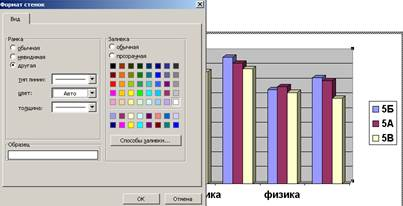 Формат стенок
Вид
Рамка
обычная
невидимая
другая
тип линии:
цвет:
Авто
толщина:
Образец
Заливка
обычная
прозрачная
Способы заливки...
ОК
Отмена
5В
5А
5Б
ика
физика